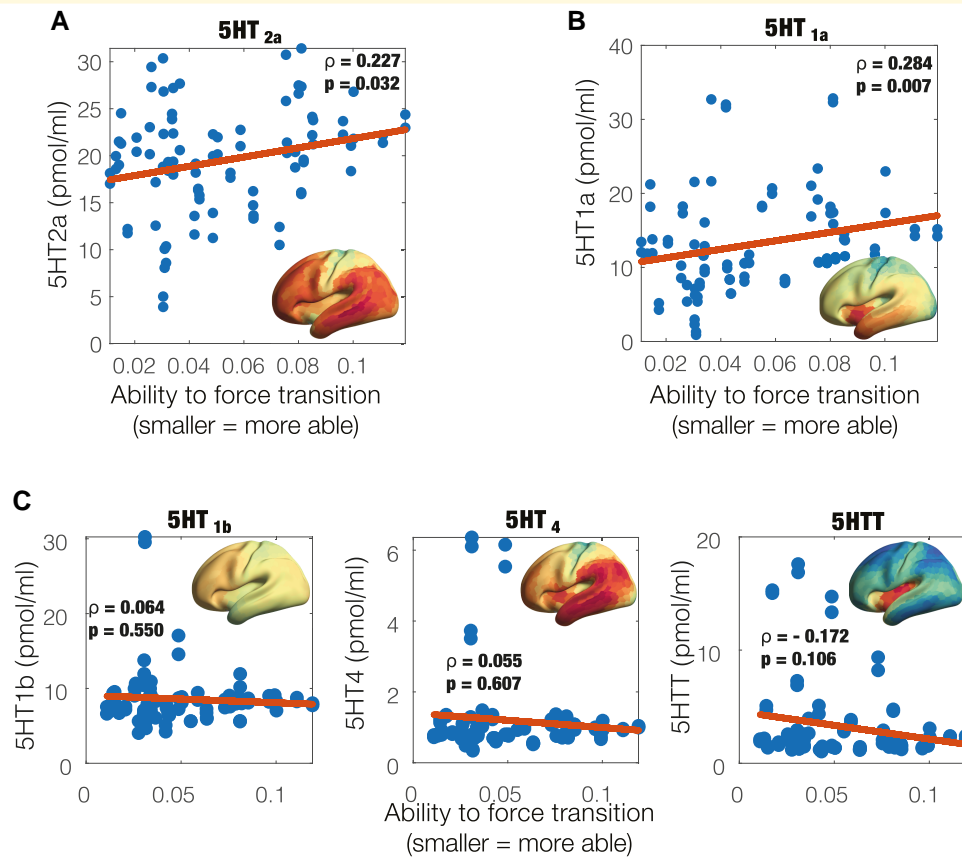 A
5HT 2a
ρ = 0.227
p = 0.032
5HT2a (pmol/ml)
30
25
20
15
10
5
0
0.02 0.04 0.06 0.08 0.1
Ability to force transition
(smaller = more able)
B
5HT 1a
ρ = 0.284
p = 0.007
5HT1a (pmol/ml)
40
30
20
10
0
0.02 0.04 0.06 0.08 0.1
Ability to force transition
(smaller = more able)
C
5HT 1b
ρ = 0.064
p = 0.550
5HT1b (pmol/ml)
30
20
10
0
0 0.05 0.1
5HT 4
ρ = 0.055
p = 0.607
5HT4 (pmol/ml)
6
4
2
0
0 0.05 0.1
5HTT
ρ = - 0.172
p = 0.106
5HTT (pmol/ml)
20
10
0
0 0.05 0.1
Ability to force transition
(smaller = more able)